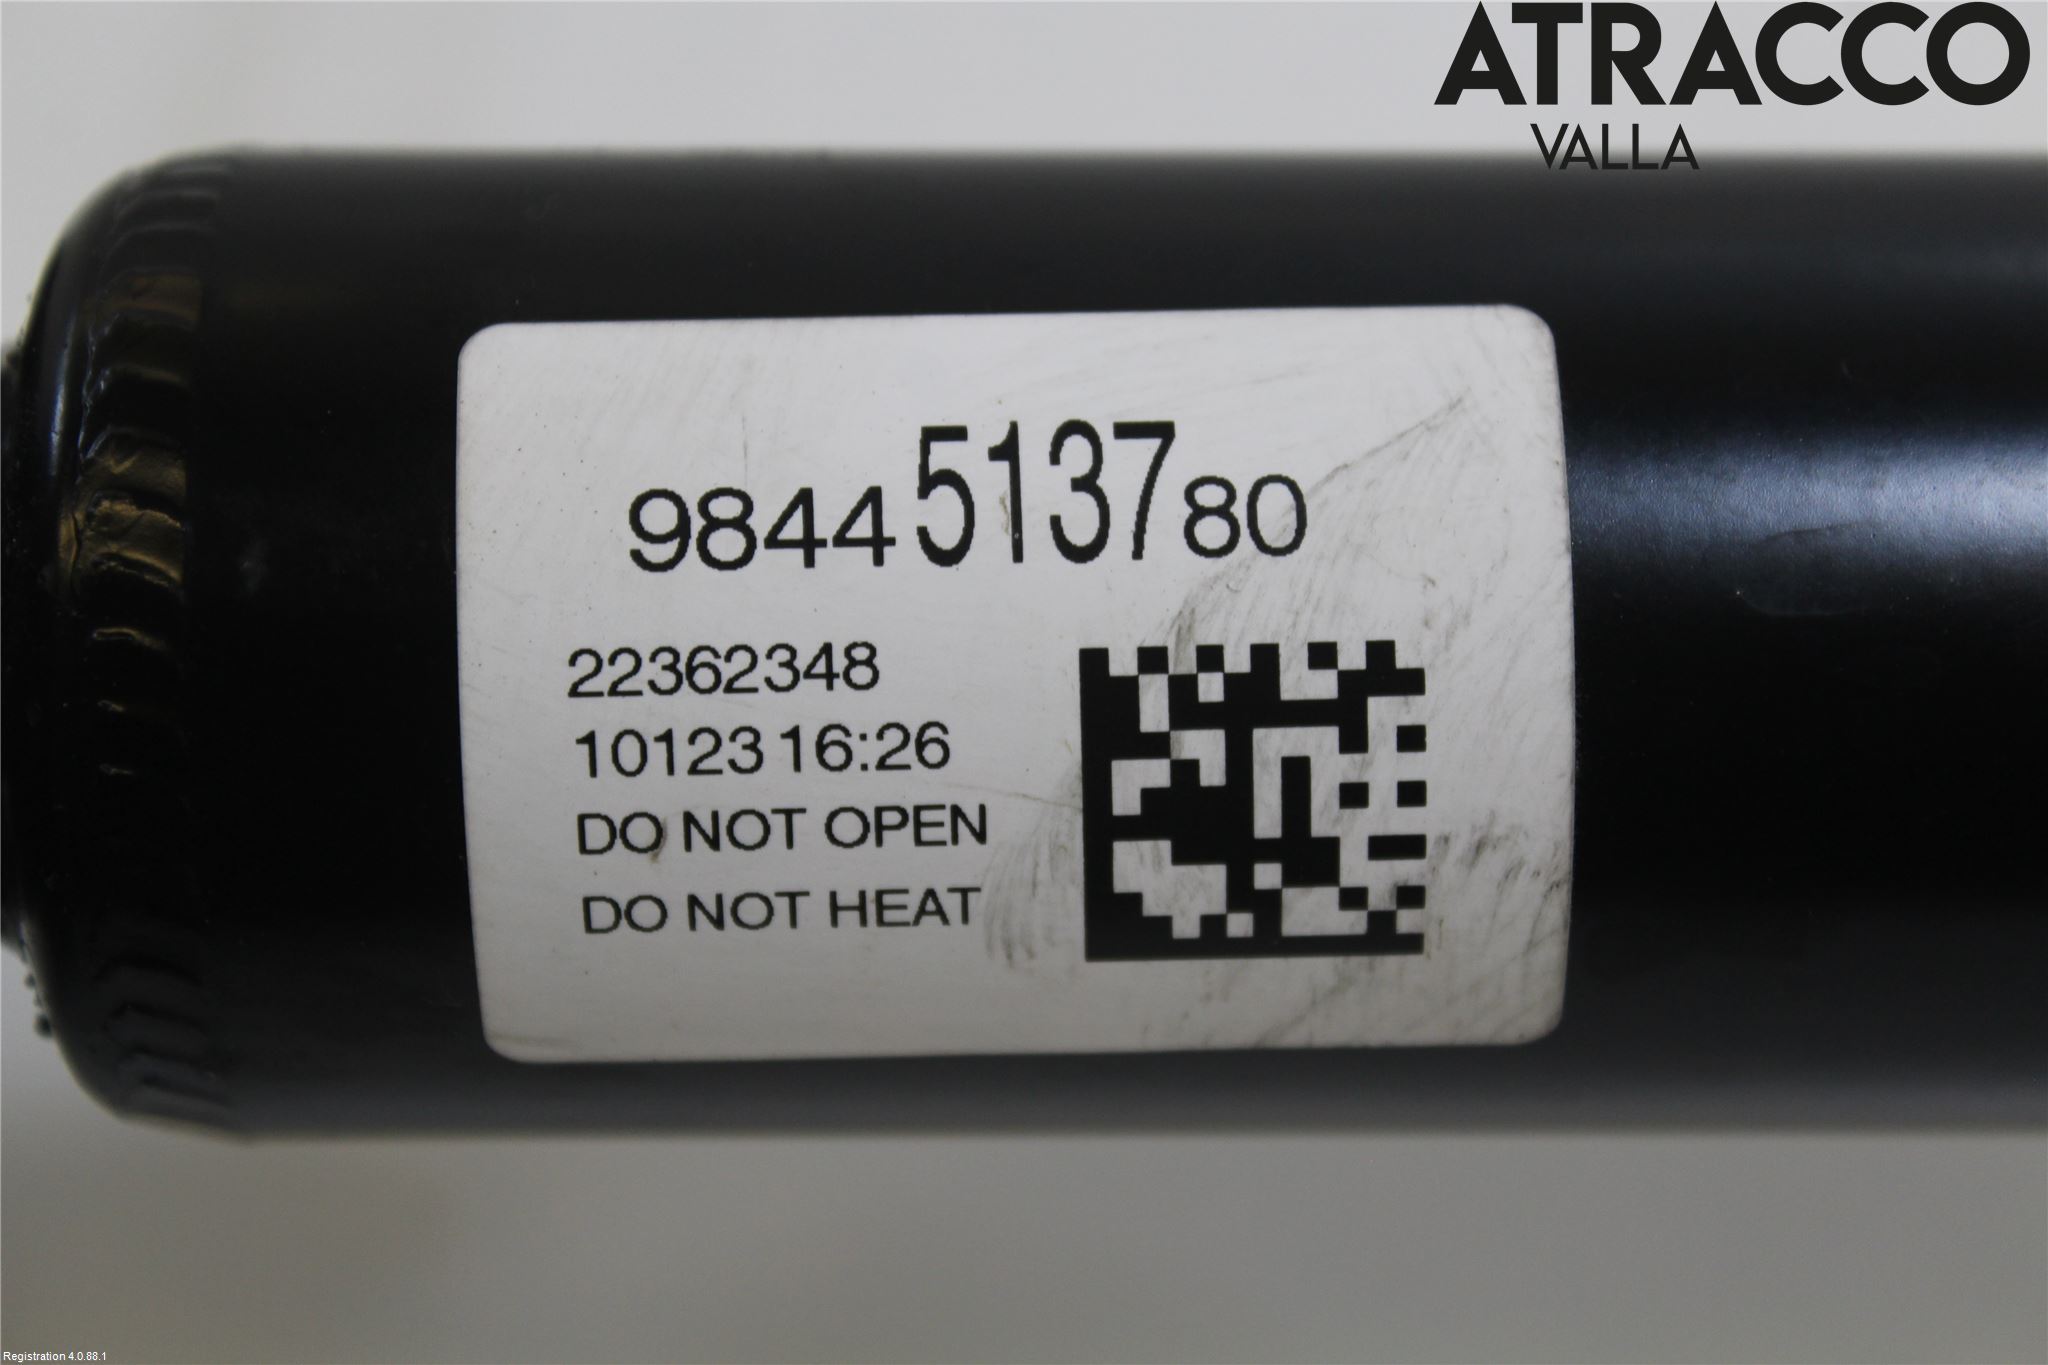 ATRACCO
VALLA
9844513780
22362348
10123 16:26
DO NOT OPEN
DO NOT HEAT
Registration 4.0.88.1